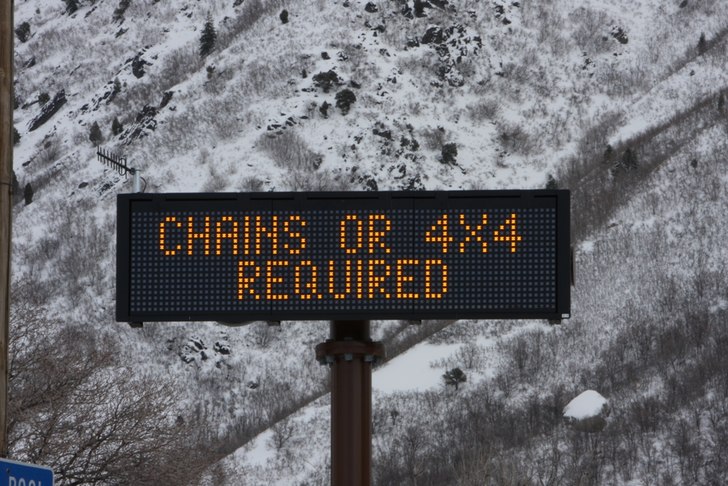 CHAINS OR 4X4
REQUIRED